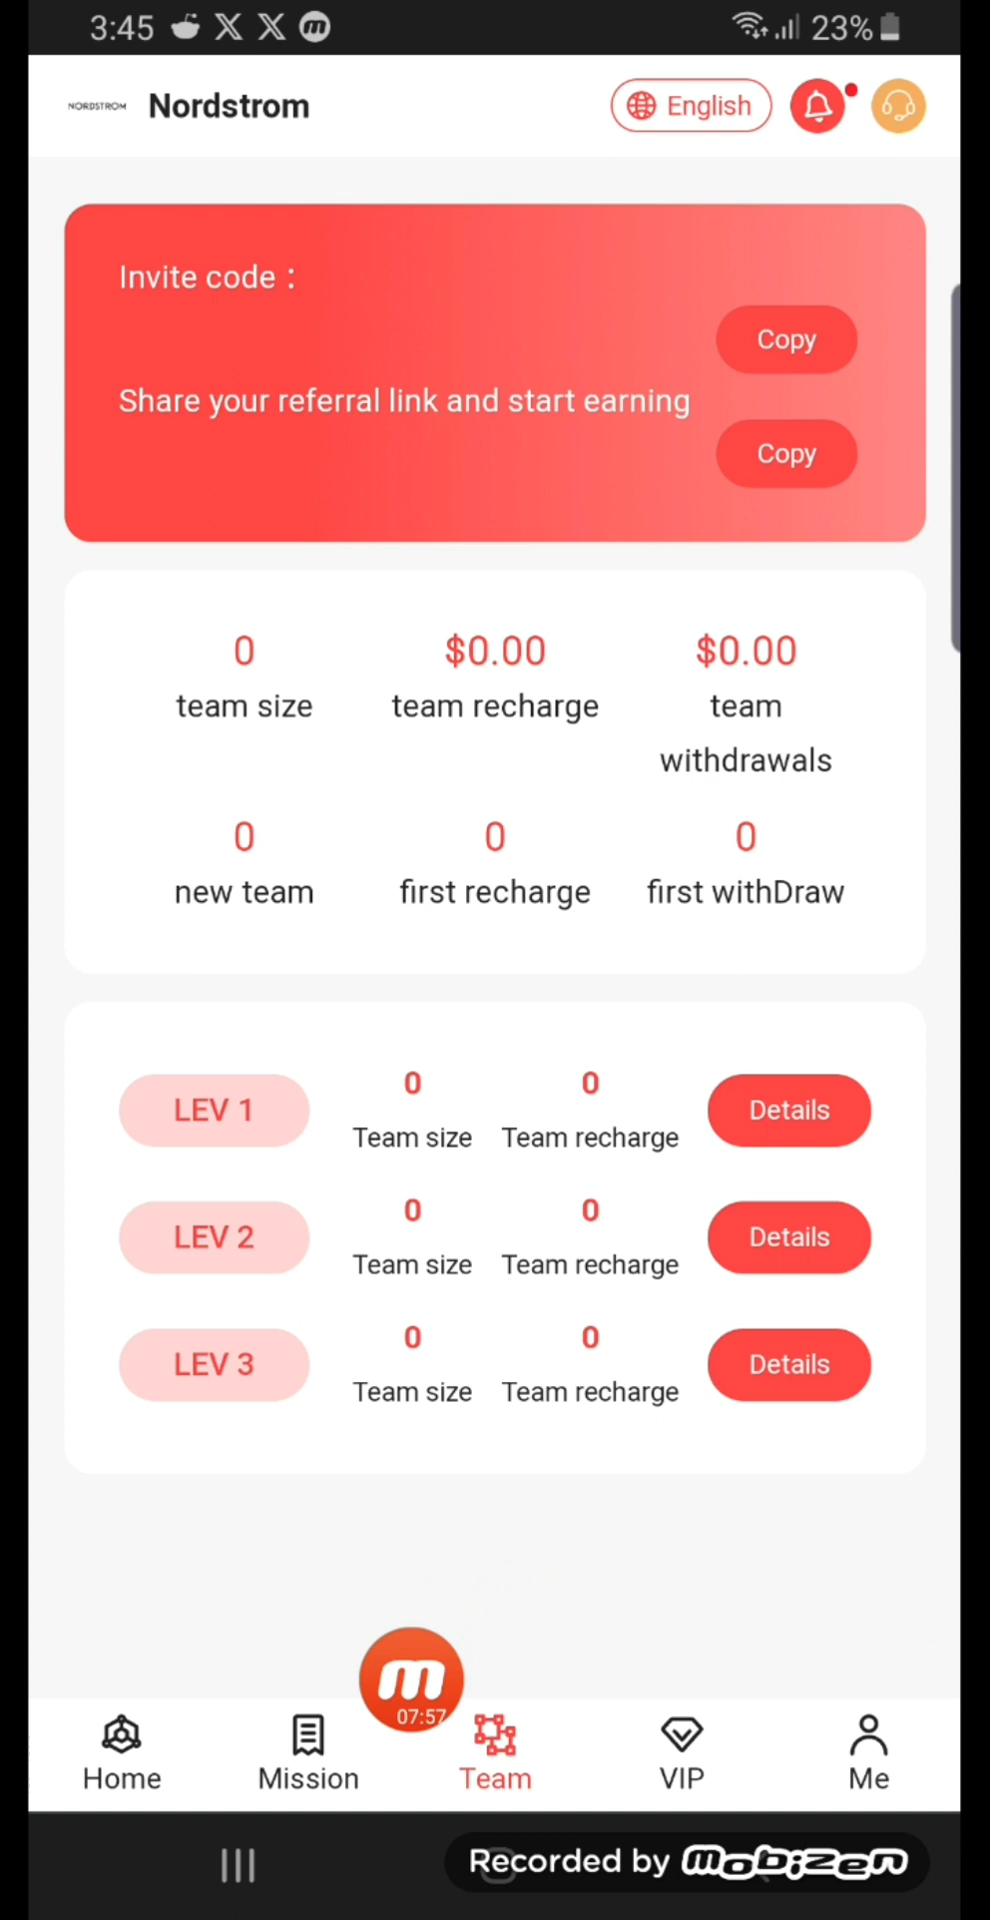 3:45 23%
NORDSTROM Nordstrom English
Invite code :
Copy
Share your referral link and start earning
Copy
0 $0.00 $0.00
team size team recharge team
withdrawals
0 0 0
new team first recharge first withDraw
LEV 1 0 0 Details
Team size Team recharge
LEV 2 0 0 Details
Team size Team recharge
LEV 3 0 0 Details
Team size Team recharge
m
07:57
Home Mission Team VIP Me
Recorded by mobizen